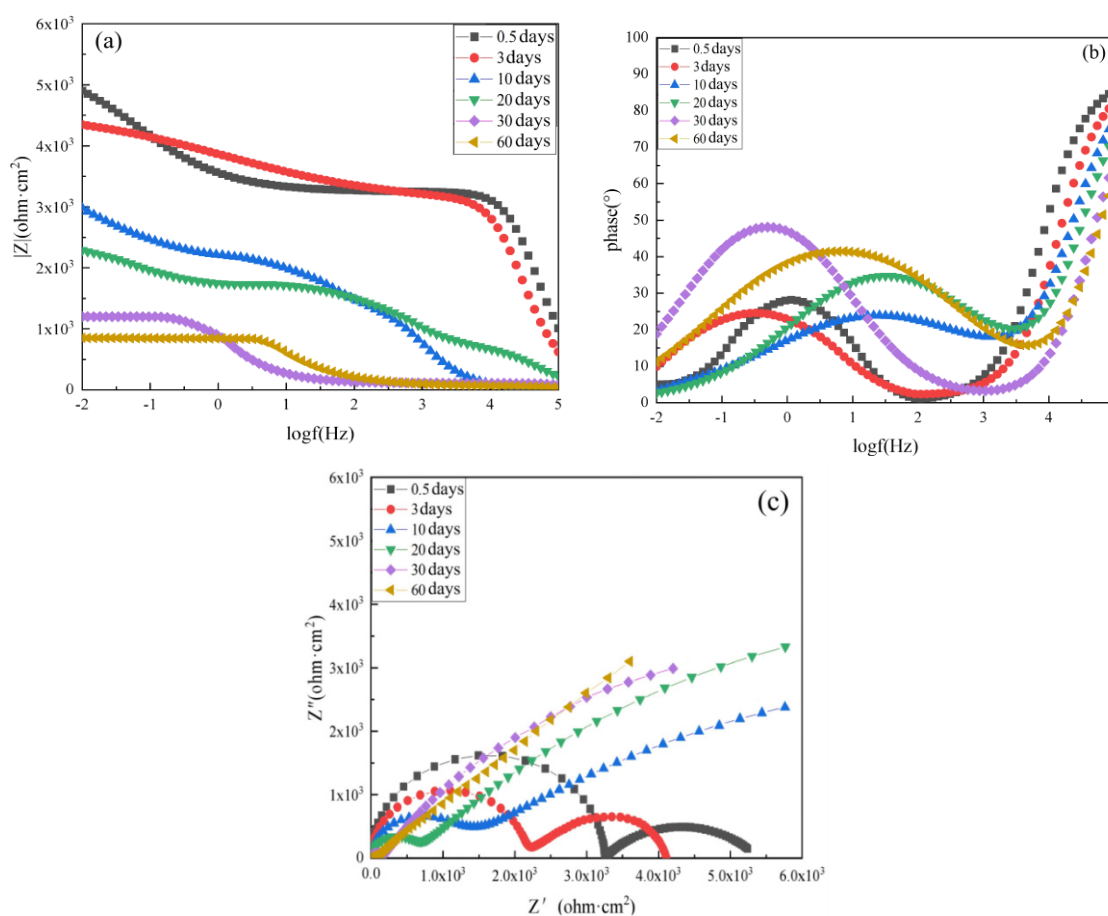 (a)
6x10³
5x10³
4x10³
3x10³
2x10³
1x10³
0
|Z|(ohm·cm²)
-2 -1 0 1 2 3 4 5
logf(Hz)
0.5 days
3 days
10 days
20 days
30 days
60 days
(b)
100
90
80
70
60
50
40
30
20
10
0
phase(°)
-2 -1 0 1 2 3 4
logf(Hz)
0.5 days
3 days
10 days
20 days
30 days
60 days
(c)
6x10³
5x10³
4x10³
3x10³
2x10³
1x10³
0
Z″(ohm·cm²)
0.0 1.0x10³ 2.0x10³ 3.0x10³ 4.0x10³ 5.0x10³ 6.0x10³
Z′ (ohm·cm²)
0.5 days
3 days
10 days
20 days
30 days
60 days